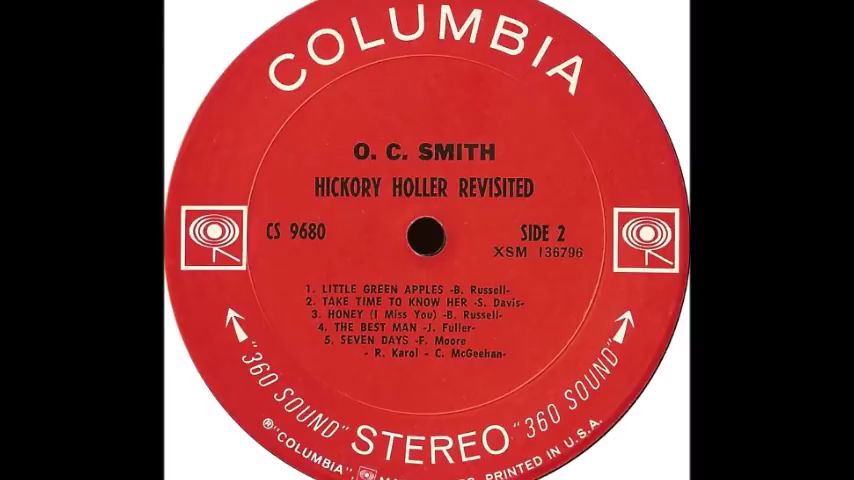 COLUMBIA
O. C. SMITH
HICKORY HOLLER REVISITED
CS 9680
SIDE 2
XSM 136796
1. LITTLE GREEN APPLES -B. Russell-
2. TAKE TIME TO KNOW HER -S. Davis-
3. HONEY (I Miss You) -B. Russell-
4. THE BEST MAN -J. Fuller-
5. SEVEN DAYS -F. Moore
- R. Karol - C. McGeehan-
"360 SOUND" STEREO "360 SOUND"
℗"COLUMBIA", PRINTED IN U.S.A.